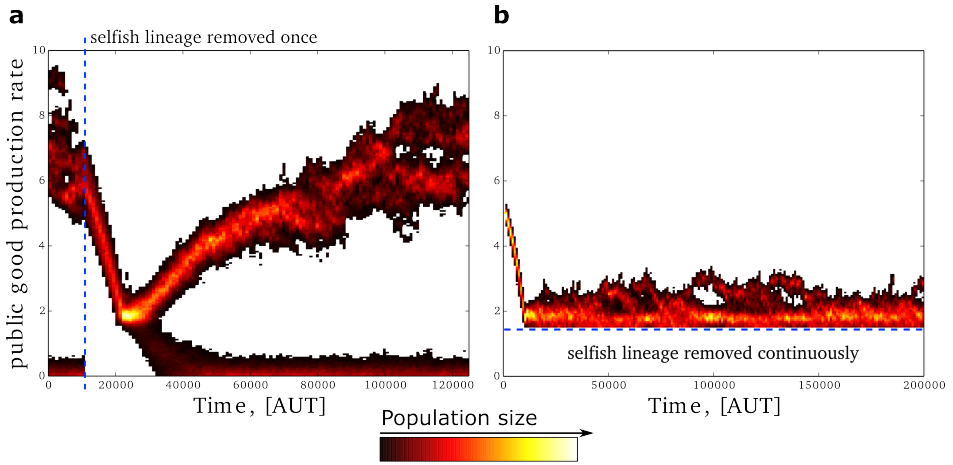 a
selfish lineage removed once
public good production rate
10
8
6
4
2
0
0 20000 40000 60000 80000 100000 120000
Time, [AUT]
b
10
8
6
4
2
0
selfish lineage removed continuously
0 50000 100000 150000 200000
Time, [AUT]
Population size